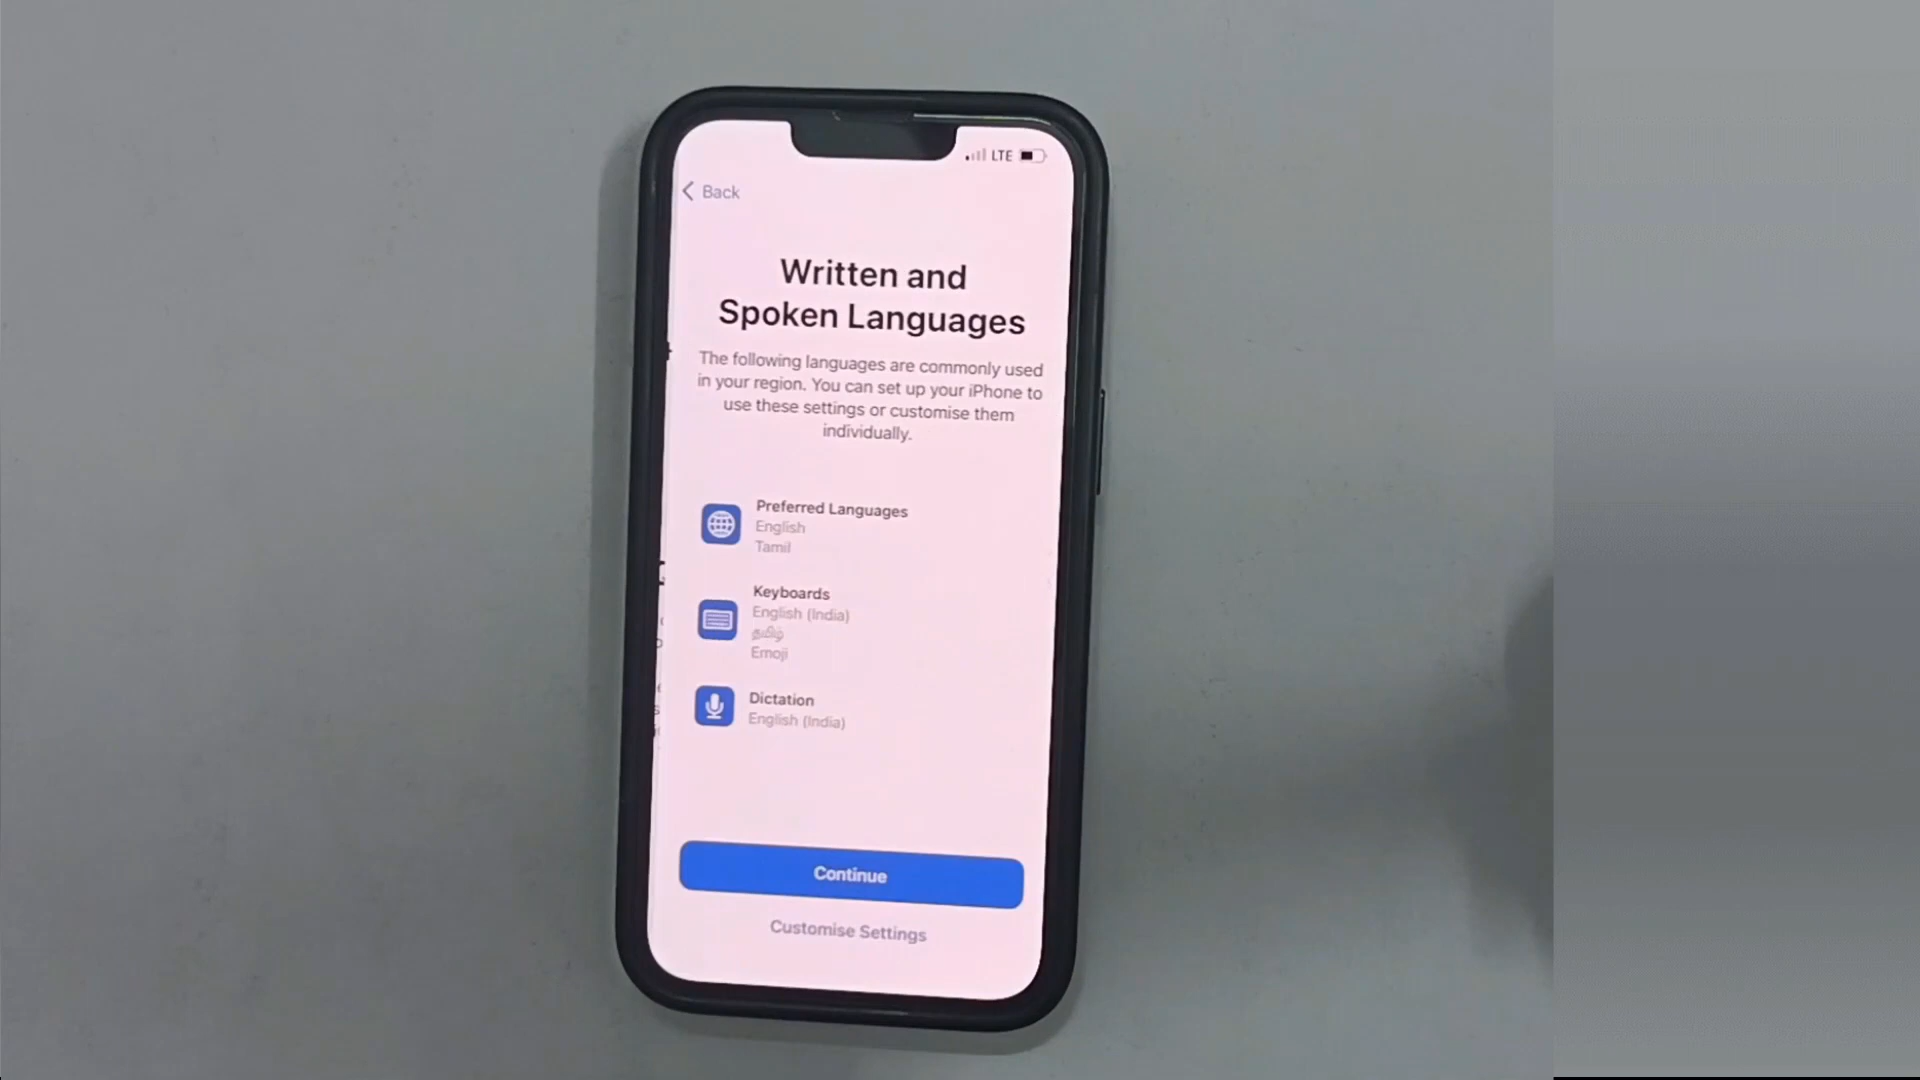 LTE
Back
Written and
Spoken Languages
The following languages are commonly used
in your region. You can set up your iPhone to
use these settings or customise them
individually.
Preferred Languages
English
Tamil
Keyboards
English (India)
தமிழ்
Emoji
Dictation
English (India)
Continue
Customise Settings